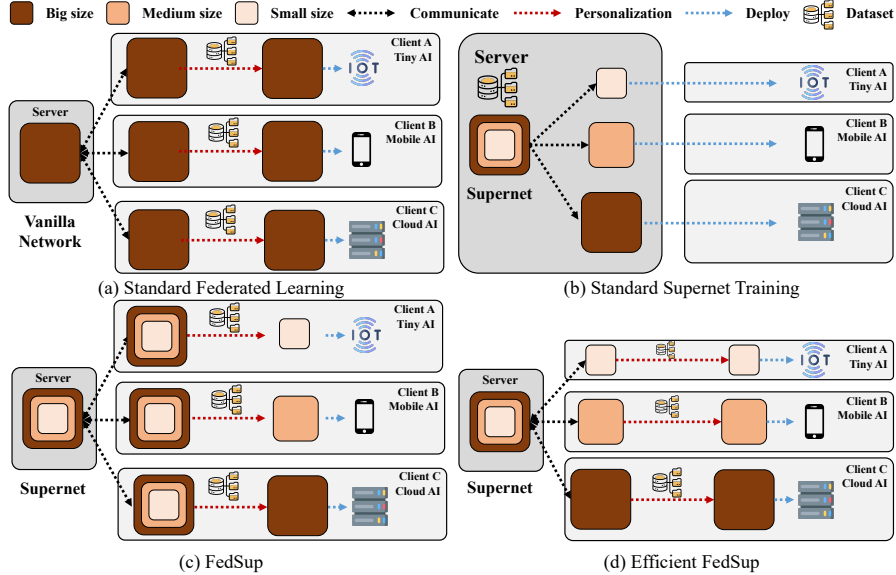 Big size Medium size Small size Communicate Personalization Deploy Dataset
Server
Vanilla
Network
Client A
Tiny AI
IOT
Client B
Mobile AI
Client C
Cloud AI
(a) Standard Federated Learning
Server
Supernet
Client A
Tiny AI
IOT
Client B
Mobile AI
Client C
Cloud AI
(b) Standard Supernet Training
Server
Supernet
Client A
Tiny AI
IOT
Client B
Mobile AI
Client C
Cloud AI
(c) FedSup
Server
Supernet
Client A
Tiny AI
IOT
Client B
Mobile AI
Client C
Cloud AI
(d) Efficient FedSup